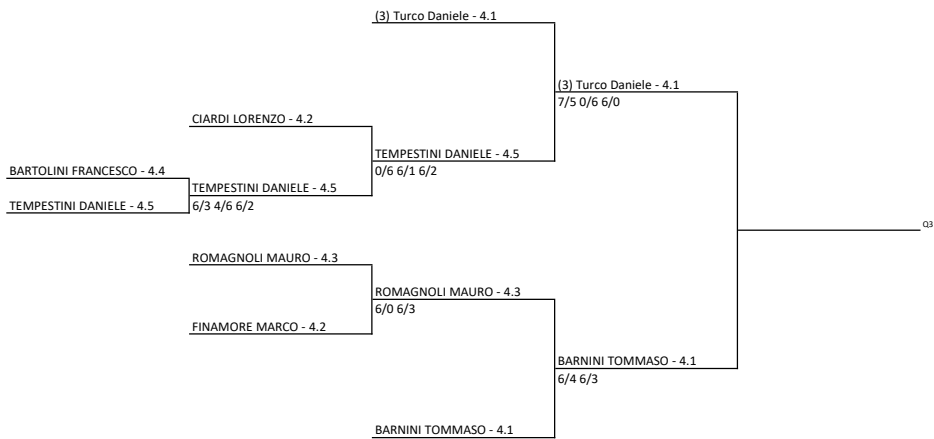 (3) Turco Daniele - 4.1
(3) Turco Daniele - 4.1
7/5 0/6 6/0
CIARDI LORENZO - 4.2
TEMPESTINI DANIELE - 4.5
0/6 6/1 6/2
BARTOLINI FRANCESCO - 4.4
TEMPESTINI DANIELE - 4.5
6/3 4/6 6/2
TEMPESTINI DANIELE - 4.5
Q3
ROMAGNOLI MAURO - 4.3
ROMAGNOLI MAURO - 4.3
6/0 6/3
FINAMORE MARCO - 4.2
BARNINI TOMMASO - 4.1
6/4 6/3
BARNINI TOMMASO - 4.1